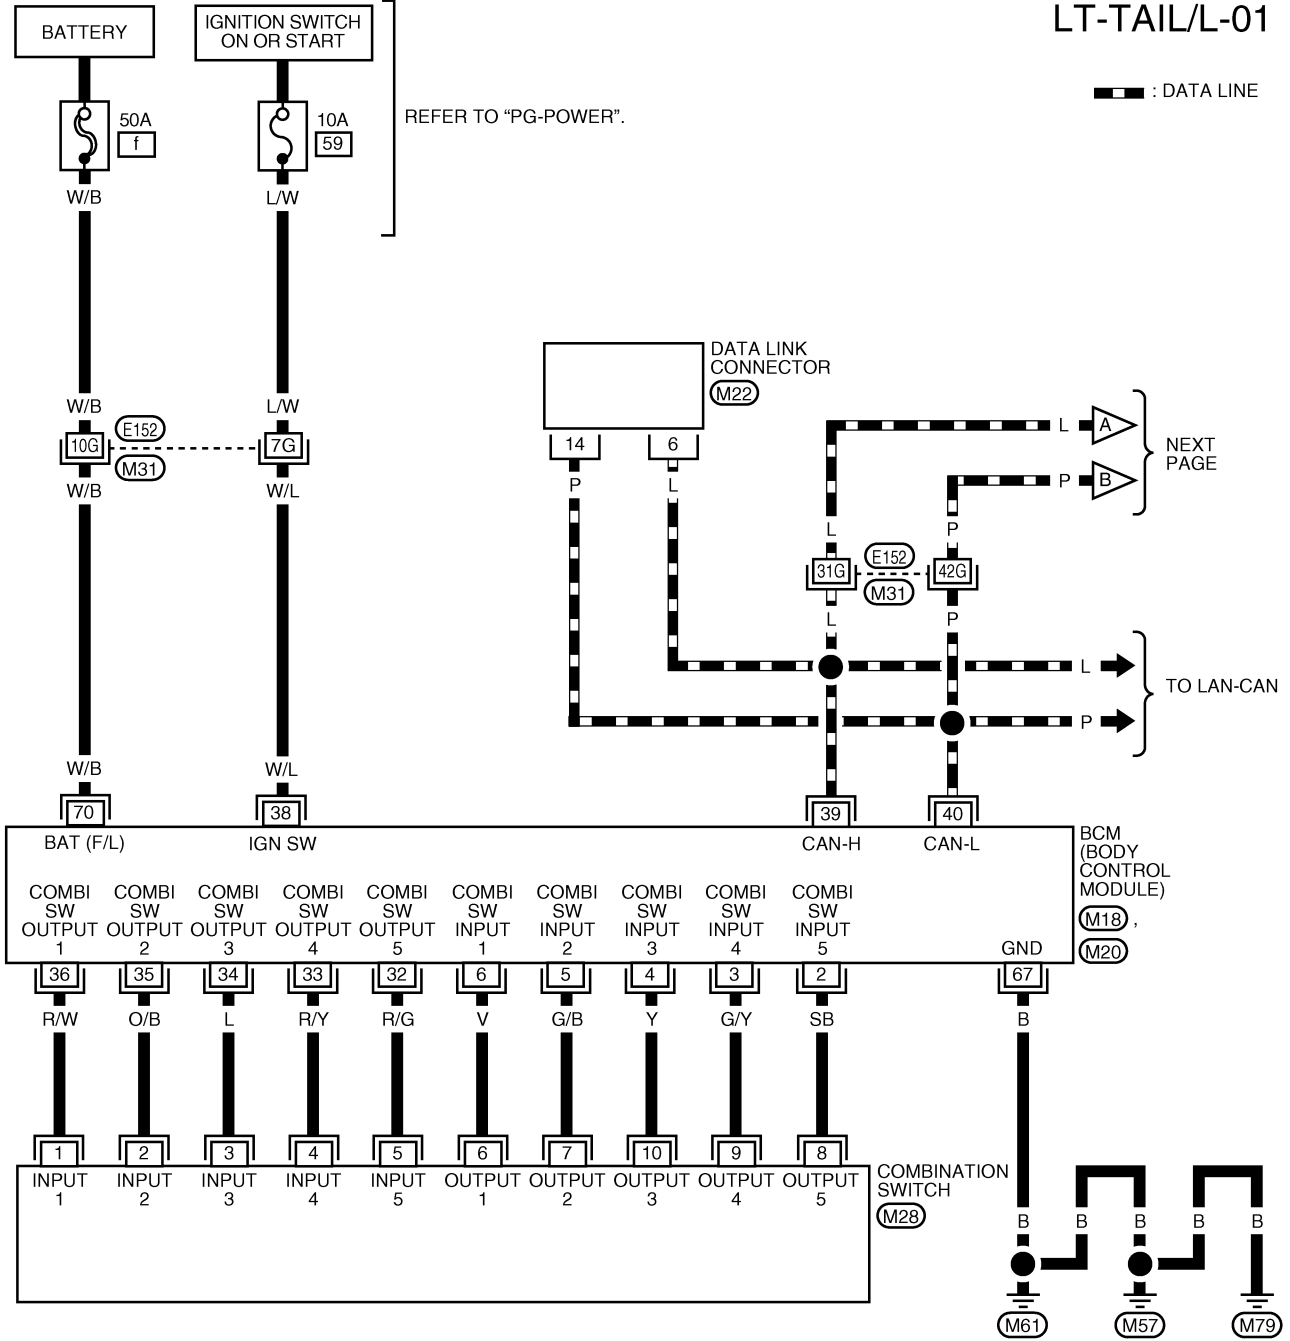 LT-TAIL/L-01
BATTERY
IGNITION SWITCH
ON OR START
: DATA LINE
50A
f
10A
59
REFER TO “PG-POWER”.
W/B
L/W
DATA LINK
CONNECTOR
M22
W/B
L/W
10G
E152
M31
7G
W/B
W/L
14
6
P
L
L
A
P
B
NEXT
PAGE
L
P
31G
E152
M31
42G
L
P
L
P
TO LAN-CAN
W/B
W/L
70
38
39
40
BAT (F/L)
IGN SW
CAN-H
CAN-L
BCM
(BODY
CONTROL
MODULE)
M18 ,
M20
COMBI
SW
OUTPUT
1
COMBI
SW
OUTPUT
2
COMBI
SW
OUTPUT
3
COMBI
SW
OUTPUT
4
COMBI
SW
OUTPUT
5
COMBI
SW
INPUT
1
COMBI
SW
INPUT
2
COMBI
SW
INPUT
3
COMBI
SW
INPUT
4
COMBI
SW
INPUT
5
GND
36
35
34
33
32
6
5
4
3
2
67
R/W
O/B
L
R/Y
R/G
V
G/B
Y
G/Y
SB
B
1
2
3
4
5
6
7
10
9
8
INPUT
1
INPUT
2
INPUT
3
INPUT
4
INPUT
5
OUTPUT
1
OUTPUT
2
OUTPUT
3
OUTPUT
4
OUTPUT
5
COMBINATION
SWITCH
M28
B
B
B
B
B
M61
M57
M79